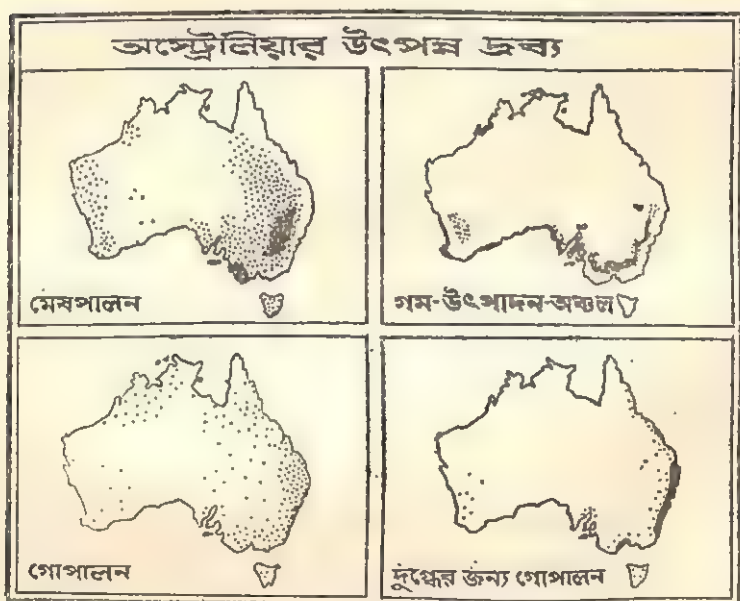 অস্ট্রেলিয়ার উৎপন্ন দ্রব্য
মেষপালন
গম-উৎপাদন-অঞ্চল
গোপালন
দুগ্ধের জন্য গোপালন